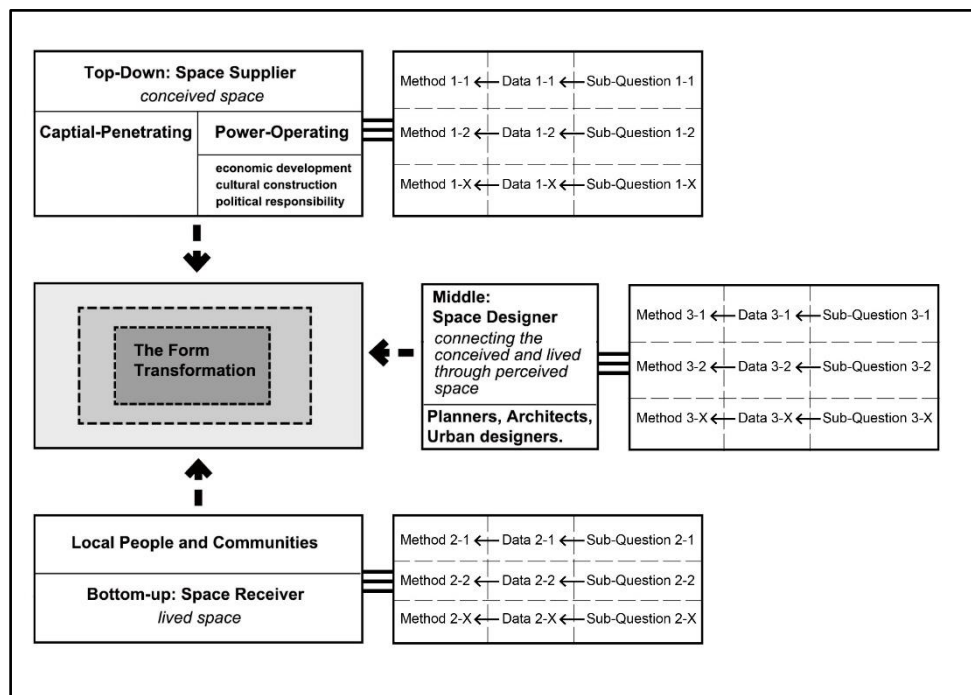 Top-Down: Space Supplier
conceived space
Captial-Penetrating
Power-Operating
economic development
cultural construction
political responsibility
Method 1-1 ← Data 1-1 ← Sub-Question 1-1
Method 1-2 ← Data 1-2 ← Sub-Question 1-2
Method 1-X ← Data 1-X ← Sub-Question 1-X
The Form
Transformation
Middle:
Space Designer
connecting the
conceived and lived
through perceived
space
Planners, Architects,
Urban designers.
Method 3-1 ← Data 3-1 ← Sub-Question 3-1
Method 3-2 ← Data 3-2 ← Sub-Question 3-2
Method 3-X ← Data 3-X ← Sub-Question 3-X
Local People and Communities
Bottom-up: Space Receiver
lived space
Method 2-1 ← Data 2-1 ← Sub-Question 2-1
Method 2-2 ← Data 2-2 ← Sub-Question 2-2
Method 2-X ← Data 2-X ← Sub-Question 2-X